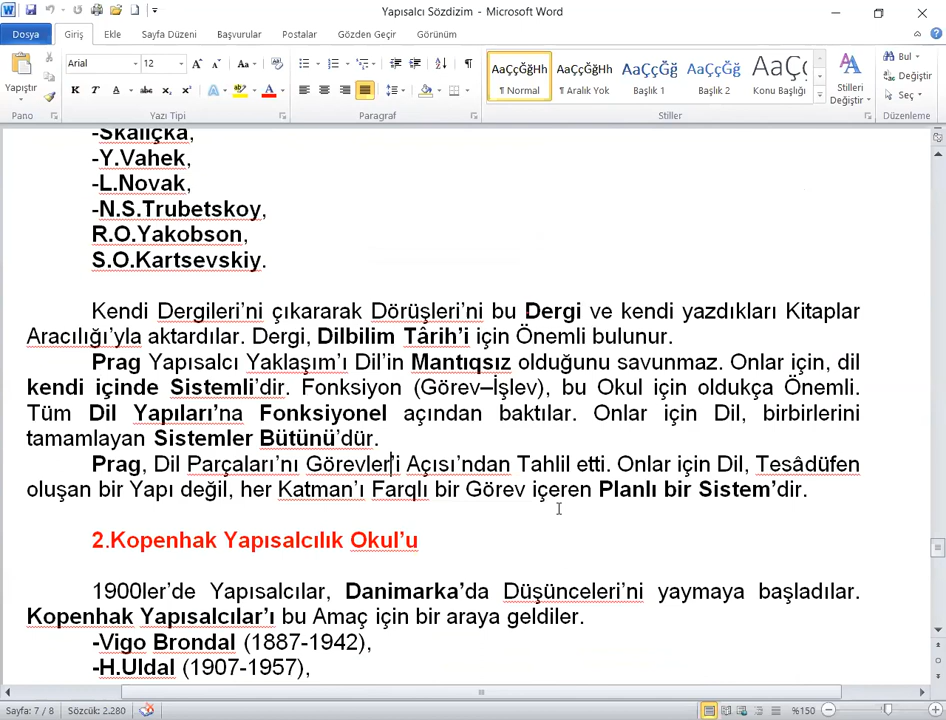 Yapısalcı Sözdizim - Microsoft Word
Dosya Giriş Ekle Sayfa Düzeni Başvurular Postalar Gözden Geçir Görünüm
Yapıştır
Arial 12
AaÇçĞğHh AaÇçĞğHh AaÇçĞğ AaÇçĞğ AaÇç
¶ Normal ¶ Aralık Yok Başlık 1 Başlık 2 Konu Başlığı
Stilleri Değiştir
Bul
Değiştir
Seç
Pano Yazı Tipi Paragraf Stiller Düzenleme
-Skaliçka,
-Y.Vahek,
-L.Novak,
-N.S.Trubetskoy,
R.O.Yakobson,
S.O.Kartsevskiy.
Kendi Dergileri’ni çıkararak Dörüşleri’ni bu Dergi ve kendi yazdıkları Kitaplar
Aracılığı’yla aktardılar. Dergi, Dilbilim Târih’i için Önemli bulunur.
Prag Yapısalcı Yaklaşım’ı Dil’in Mantıqsız olduğunu savunmaz. Onlar için, dil
kendi içinde Sistemli’dir. Fonksiyon (Görev–İşlev), bu Okul için oldukça Önemli.
Tüm Dil Yapıları’na Fonksiyonel açından baktılar. Onlar için Dil, birbirlerini
tamamlayan Sistemler Bütünü’dür.
Prag, Dil Parçaları’nı Görevler’i Açısı’ndan Tahlil etti. Onlar için Dil, Tesâdüfen
oluşan bir Yapı değil, her Katman’ı Farqlı bir Görev içeren Planlı bir Sistem’dir.
2.Kopenhak Yapısalcılık Okul’u
1900ler’de Yapısalcılar, Danimarka’da Düşünceleri’ni yaymaya başladılar.
Kopenhak Yapısalcılar’ı bu Amaç için bir araya geldiler.
-Vigo Brondal (1887-1942),
-H.Uldal (1907-1957),
Sayfa: 7 / 8 Sözcük: 2.280 %150